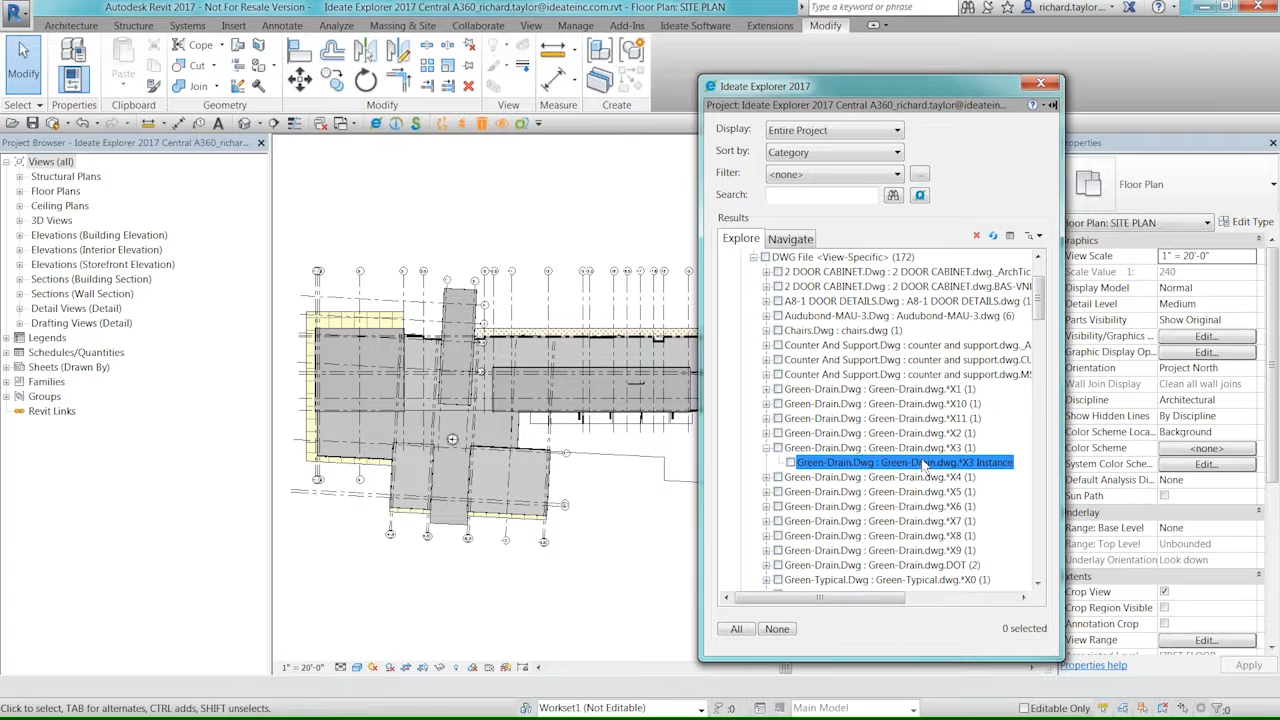 Autodesk Revit 2017 - Not For Resale Version - Ideate Explorer 2017 Central A360_richard.taylor@ideateinc.com.rvt - Floor Plan: SITE PLAN
Type a keyword or phrase
richard.taylor...
Architecture Structure Systems Insert Annotate Analyze Massing & Site Collaborate View Manage Add-Ins Ideate Software Extensions Modify
Modify
Paste
Cope
Cut
Join
Select Properties Clipboard Geometry Modify View Measure Create
Project Browser - Ideate Explorer 2017 Central A360_richar...
Views (all)
Structural Plans
Floor Plans
Ceiling Plans
3D Views
Elevations (Building Elevation)
Elevations (Interior Elevation)
Elevations (Storefront Elevation)
Sections (Building Section)
Sections (Wall Section)
Detail Views (Detail)
Drafting Views (Detail)
Legends
Schedules/Quantities
Sheets (Drawn By)
Families
Groups
Revit Links
Ideate Explorer 2017
Project: Ideate Explorer 2017 Central A360_richard.taylor@ideatein...
Display: Entire Project
Sort by: Category
Filter: <none> ...
Search:
Results
Explore Navigate
DWG File <View-Specific> (172)
2 DOOR CABINET.Dwg : 2 DOOR CABINET.dwg._ArchTic
2 DOOR CABINET.Dwg : 2 DOOR CABINET.dwg.BAS-VNI
A8-1 DOOR DETAILS.Dwg : A8-1 DOOR DETAILS.dwg (1
Audubond-MAU-3.Dwg : Audubond-MAU-3.dwg (6)
Chairs.Dwg : chairs.dwg (1)
Counter And Support.Dwg : counter and support.dwg._A
Counter And Support.Dwg : counter and support.dwg.CU
Counter And Support.Dwg : counter and support.dwg.MS
Green-Drain.Dwg : Green-Drain.dwg.*X1 (1)
Green-Drain.Dwg : Green-Drain.dwg.*X10 (1)
Green-Drain.Dwg : Green-Drain.dwg.*X11 (1)
Green-Drain.Dwg : Green-Drain.dwg.*X2 (1)
Green-Drain.Dwg : Green-Drain.dwg.*X3 (1)
Green-Drain.Dwg : Green-Drain.dwg.*X3 Instance
Green-Drain.Dwg : Green-Drain.dwg.*X4 (1)
Green-Drain.Dwg : Green-Drain.dwg.*X5 (1)
Green-Drain.Dwg : Green-Drain.dwg.*X6 (1)
Green-Drain.Dwg : Green-Drain.dwg.*X7 (1)
Green-Drain.Dwg : Green-Drain.dwg.*X8 (1)
Green-Drain.Dwg : Green-Drain.dwg.*X9 (1)
Green-Drain.Dwg : Green-Drain.dwg.DOT (2)
Green-Typical.Dwg : Green-Typical.dwg.*X0 (1)
All None 0 selected
operties
Floor Plan
loor Plan: SITE PLAN Edit Type
Graphics
View Scale 1" = 20'-0"
Scale Value 1: 240
Display Model Normal
Detail Level Medium
Parts Visibility Show Original
Visibility/Graphics ... Edit...
Graphic Display Op... Edit...
Orientation Project North
Wall Join Display Clean all wall joins
Discipline Architectural
Show Hidden Lines By Discipline
Color Scheme Location Background
Color Scheme <none>
System Color Sche... Edit...
Default Analysis Di... None
Sun Path
Underlay
Range: Base Level None
Range: Top Level Unbounded
Underlay Orientation Look down
Extents
Crop View
Crop Region Visible
Annotation Crop
View Range Edit...
Properties help Apply
1" = 20'-0"
Click to select, TAB for alternates, CTRL adds, SHIFT unselects.
Workset1 (Not Editable)
:0
Main Model
Editable Only
:0